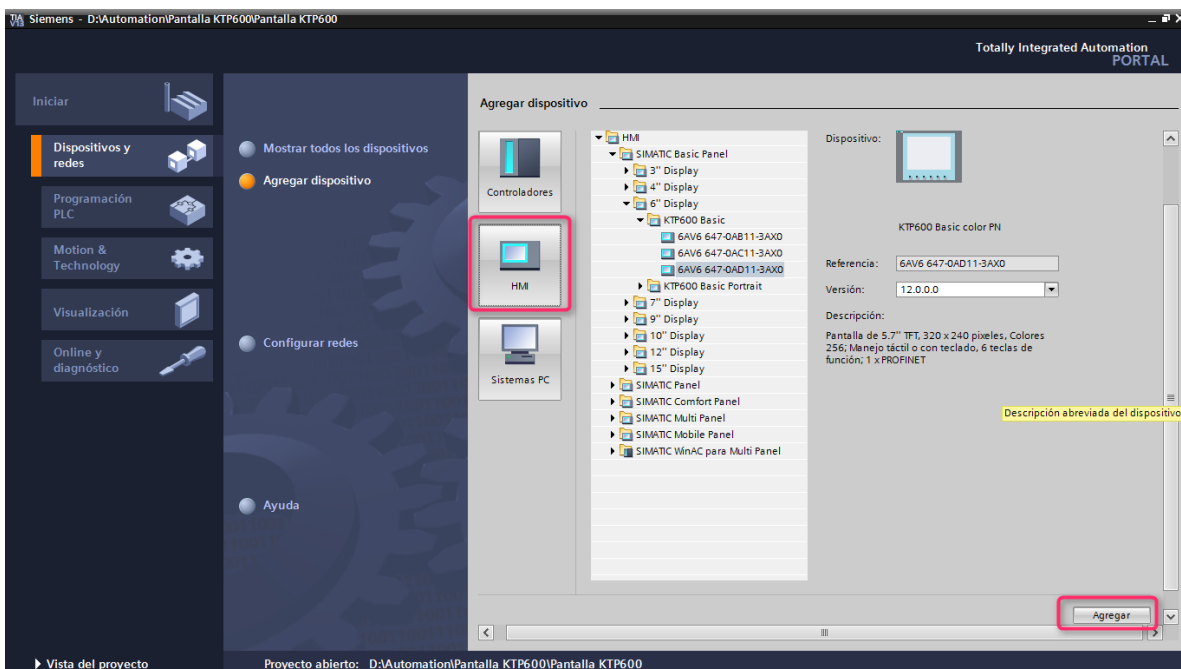 TIA
V13
Siemens - D:\Automation\Pantalla KTP600\Pantalla KTP600
Totally Integrated Automation
PORTAL
Iniciar
Dispositivos y
redes
Programación
PLC
Motion &
Technology
Visualización
Online y
diagnóstico
Mostrar todos los dispositivos
Agregar dispositivo
Configurar redes
Ayuda
Agregar dispositivo
Controladores
HMI
Sistemas PC
HMI
SIMATIC Basic Panel
3'' Display
4'' Display
6'' Display
KTP600 Basic
6AV6 647-0AB11-3AX0
6AV6 647-0AC11-3AX0
6AV6 647-0AD11-3AX0
KTP600 Basic Portrait
7'' Display
9'' Display
10'' Display
12'' Display
15'' Display
SIMATIC Panel
SIMATIC Comfort Panel
SIMATIC Multi Panel
SIMATIC Mobile Panel
SIMATIC WinAC para Multi Panel
Dispositivo:
KTP600 Basic color PN
Referencia: 6AV6 647-0AD11-3AX0
Versión: 12.0.0.0
Descripción:
Pantalla de 5.7'' TFT, 320 x 240 pixeles, Colores
256; Manejo táctil o con teclado, 6 teclas de
función; 1 x PROFINET
Descripción abreviada del dispositivo
Agregar
Vista del proyecto
Proyecto abierto: D:\Automation\Pantalla KTP600\Pantalla KTP600